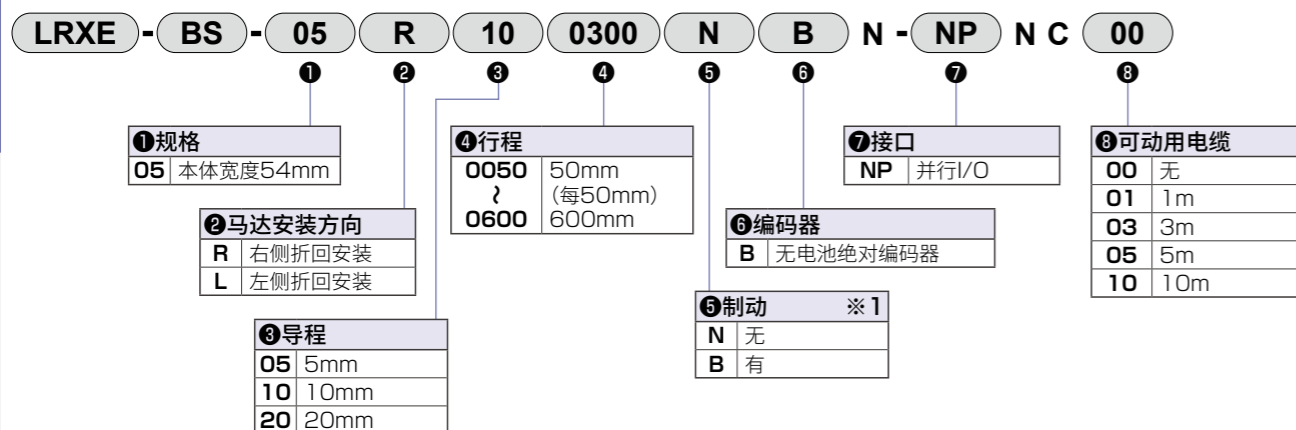 LRXE - BS - 05 R 10 0300 N B N - NP N C 00
❶ ❷ ❸ ❹ ❺ ❻ ❼ ❽
❶规格
05 本体宽度54mm
❷马达安装方向
R 右侧折回安装
L 左侧折回安装
❸导程
05 5mm
10 10mm
20 20mm
❹行程
0050 50mm
~ (每50mm)
0600 600mm
❺制动 ※1
N 无
B 有
❻编码器
B 无电池绝对编码器
❼接口
NP 并行I/O
❽可动用电缆
00 无
01 1m
03 3m
05 5m
10 10m